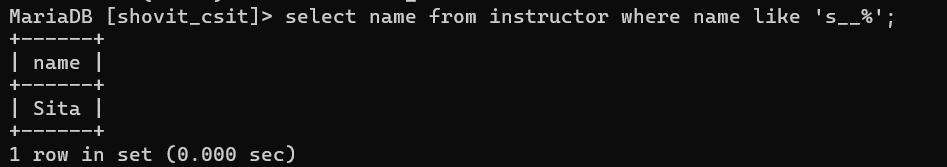 MariaDB [shovit_csit]> select name from instructor where name like 's__%';
+------+
| name |
+------+
| Sita |
+------+
1 row in set (0.000 sec)